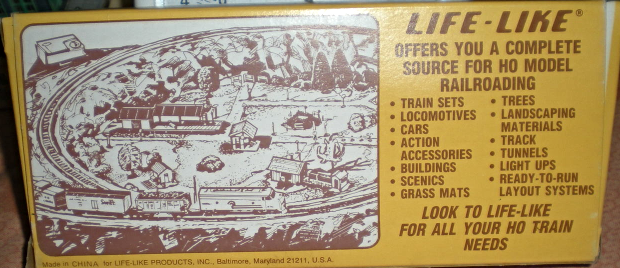 LIFE-LIKE®
OFFERS YOU A COMPLETE
SOURCE FOR HO MODEL
RAILROADING
• TRAIN SETS
• LOCOMOTIVES
• CARS
• ACTION
ACCESSORIES
• BUILDINGS
• SCENICS
• GRASS MATS
• TREES
• LANDSCAPING
MATERIALS
• TRACK
• TUNNELS
• LIGHT UPS
• READY-TO-RUN
LAYOUT SYSTEMS
LOOK TO LIFE-LIKE
FOR ALL YOUR HO TRAIN
NEEDS
Swift
Made in CHINA for LIFE-LIKE PRODUCTS, INC., Baltimore, Maryland 21211, U.S.A.